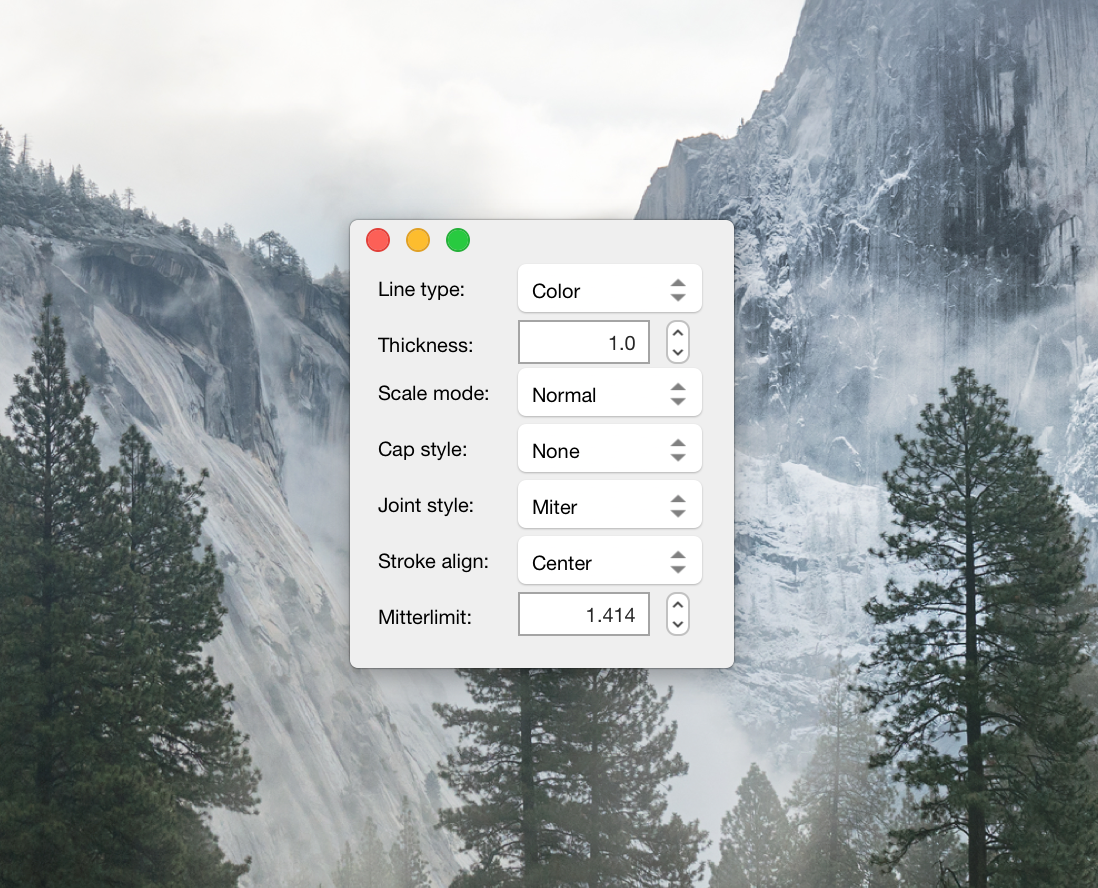 Line type: Color
Thickness: 1.0
Scale mode: Normal
Cap style: None
Joint style: Miter
Stroke align: Center
Mitterlimit: 1.414